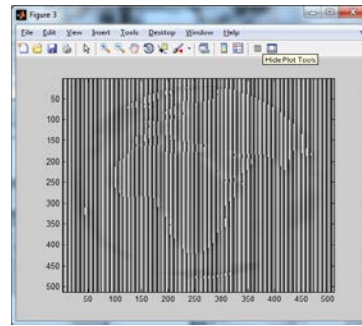 Figure 3
File Edit View Insert Tools Desktop Window Help
Hide Plot Tools
50
100
150
200
250
300
350
400
450
500
50 100 150 200 250 300 350 400 450 500